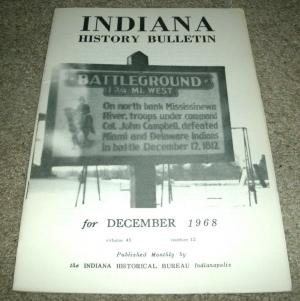 INDIANA
HISTORY BULLETIN
BATTLEGROUND
1 3/4 MI. WEST
On north bank Mississinewa
River, troops under command
Col. John Campbell, defeated
Miami and Delaware Indians
in battle December 17, 1812.
for DECEMBER 1968
volume 45 number 12
Published Monthly by
the INDIANA HISTORICAL BUREAU Indianapolis